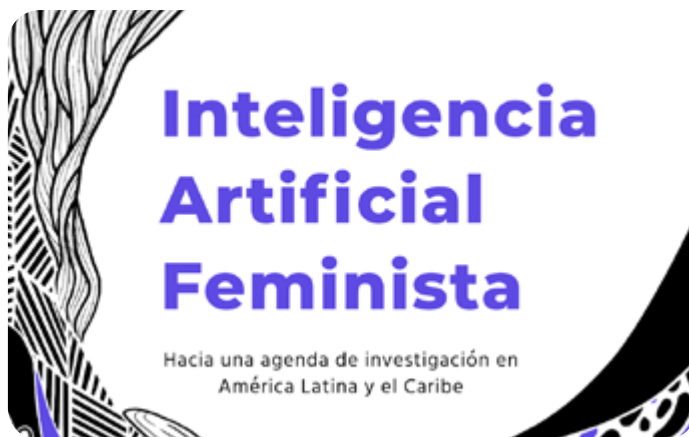 Inteligencia
Artificial
Feminista
Hacia una agenda de investigación en
América Latina y el Caribe